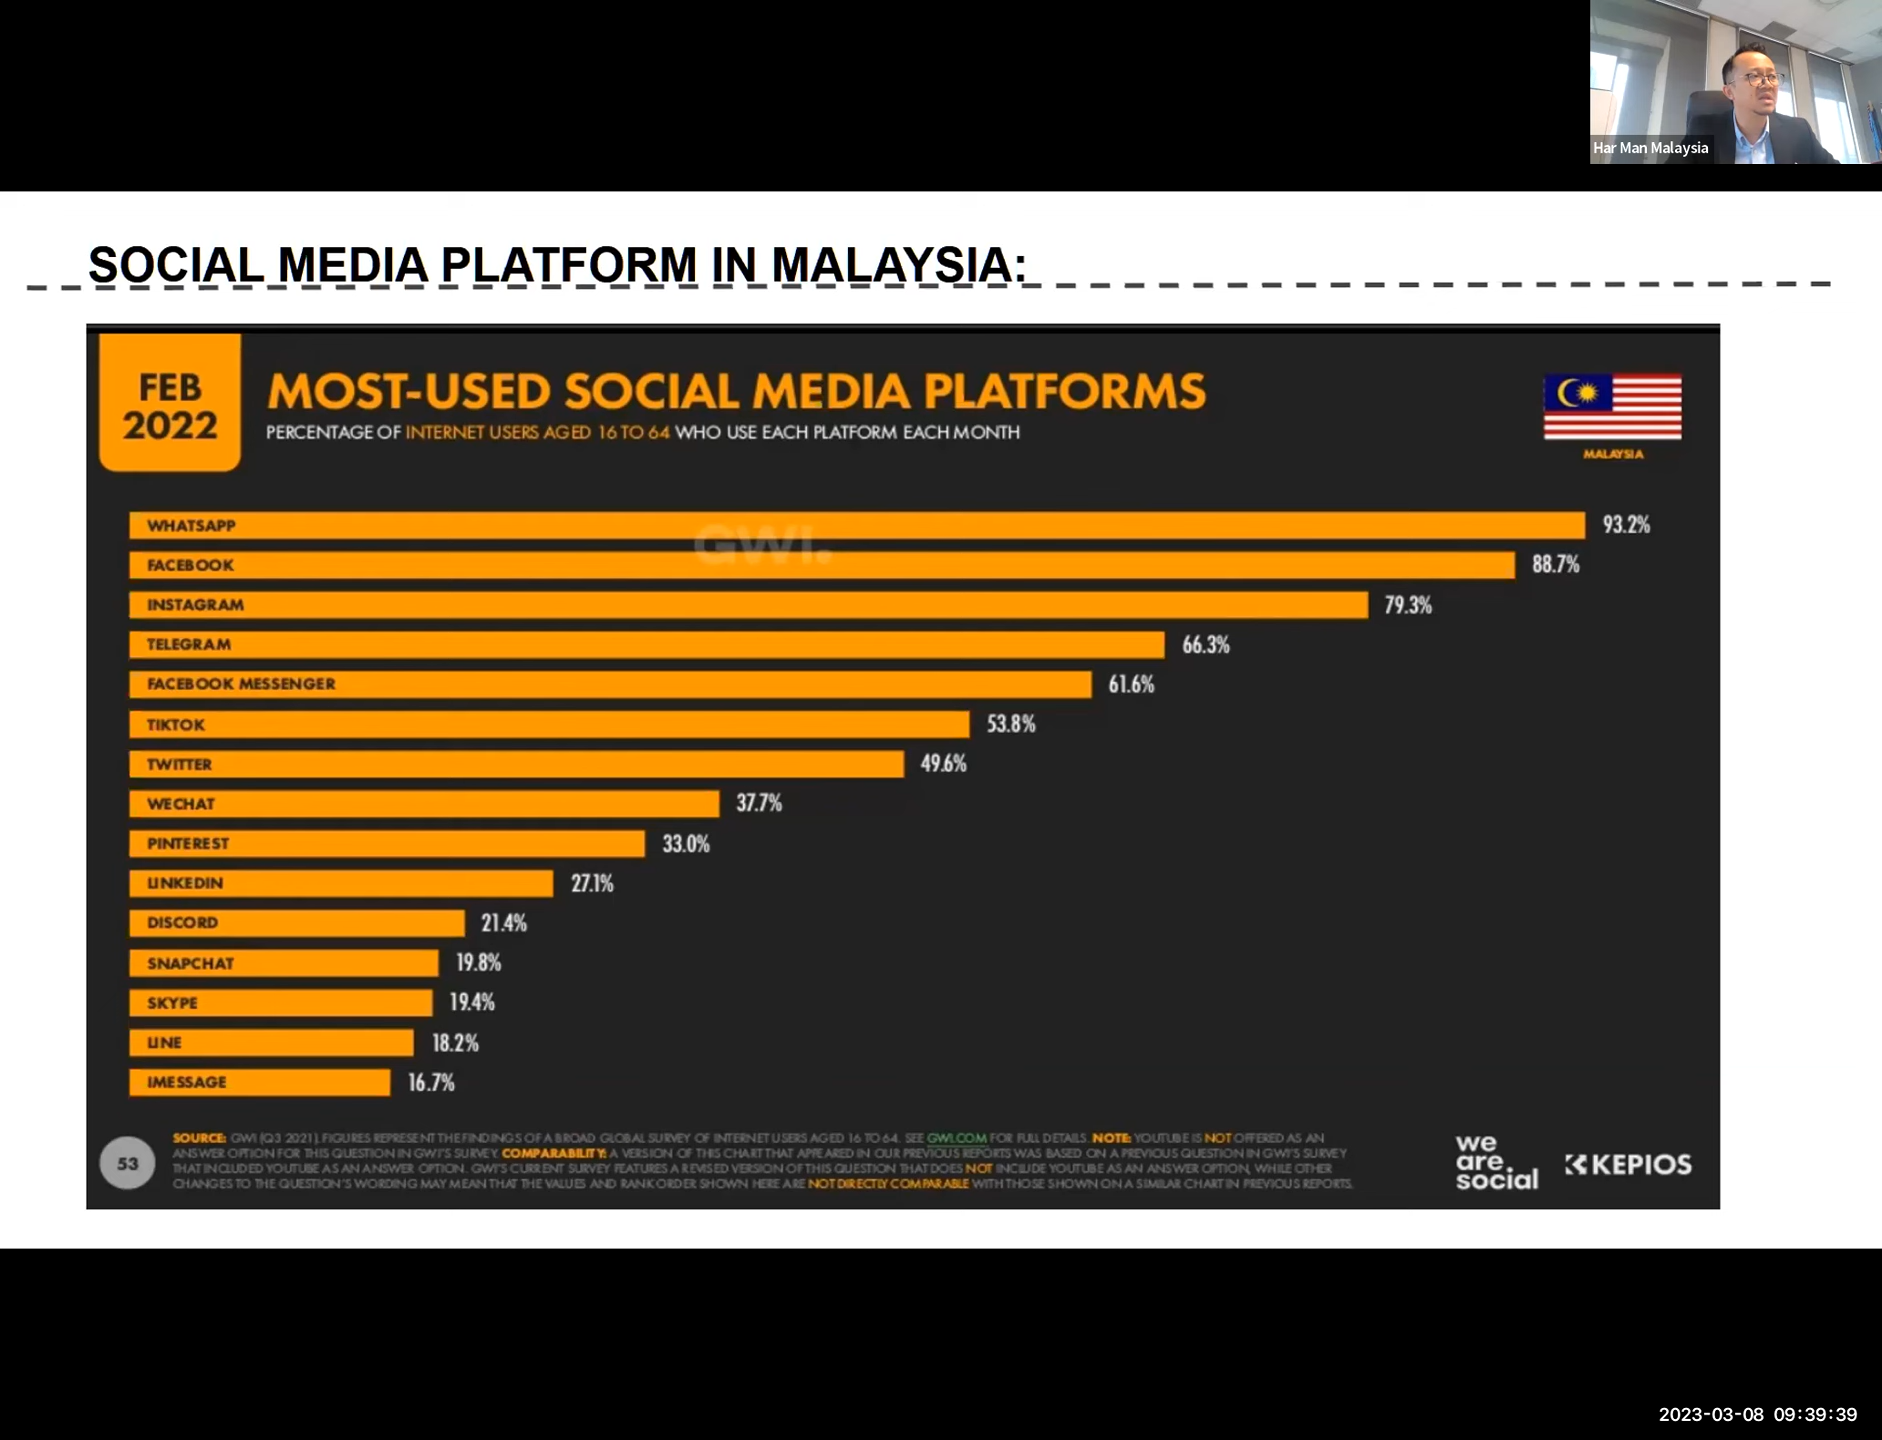 Har Man Malaysia
SOCIAL MEDIA PLATFORM IN MALAYSIA:
FEB
2022
MOST-USED SOCIAL MEDIA PLATFORMS
PERCENTAGE OF INTERNET USERS AGED 16 TO 64 WHO USE EACH PLATFORM EACH MONTH
MALAYSIA
GWI.
WHATSAPP 93.2%
FACEBOOK 88.7%
INSTAGRAM 79.3%
TELEGRAM 66.3%
FACEBOOK MESSENGER 61.6%
TIKTOK 53.8%
TWITTER 49.6%
WECHAT 37.7%
PINTEREST 33.0%
LINKEDIN 27.1%
DISCORD 21.4%
SNAPCHAT 19.8%
SKYPE 19.4%
LINE 18.2%
IMESSAGE 16.7%
53
SOURCE: GWI (Q3 2021). FIGURES REPRESENT THE FINDINGS OF A BROAD GLOBAL SURVEY OF INTERNET USERS AGED 16 TO 64. SEE GWI.COM FOR FULL DETAILS. NOTE: YOUTUBE IS NOT OFFERED AS AN
ANSWER OPTION FOR THIS QUESTION IN GWI'S SURVEY. COMPARABILITY: A VERSION OF THIS CHART THAT APPEARED IN OUR PREVIOUS REPORTS WAS BASED ON A PREVIOUS QUESTION IN GWI'S SURVEY
THAT INCLUDED YOUTUBE AS AN ANSWER OPTION. GWI'S CURRENT SURVEY FEATURES A REVISED VERSION OF THIS QUESTION THAT DOES NOT INCLUDE YOUTUBE AS AN ANSWER OPTION, WHILE OTHER
CHANGES TO THE QUESTION'S WORDING MAY MEAN THAT THE VALUES AND RANK ORDER SHOWN HERE ARE NOT DIRECTLY COMPARABLE WITH THOSE SHOWN ON A SIMILAR CHART IN PREVIOUS REPORTS.
we
are
social
KEPIOS
2023-03-08 09:39:39